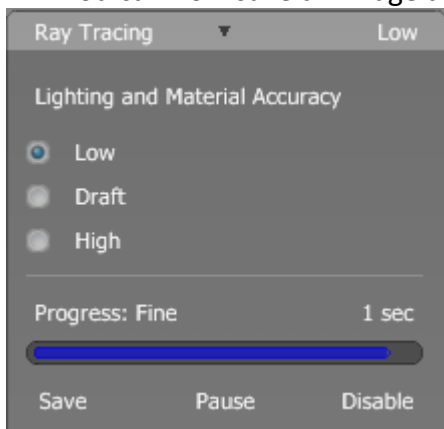 Ray Tracing Low
Lighting and Material Accuracy
Low
Draft
High
Progress: Fine 1 sec
Save Pause Disable